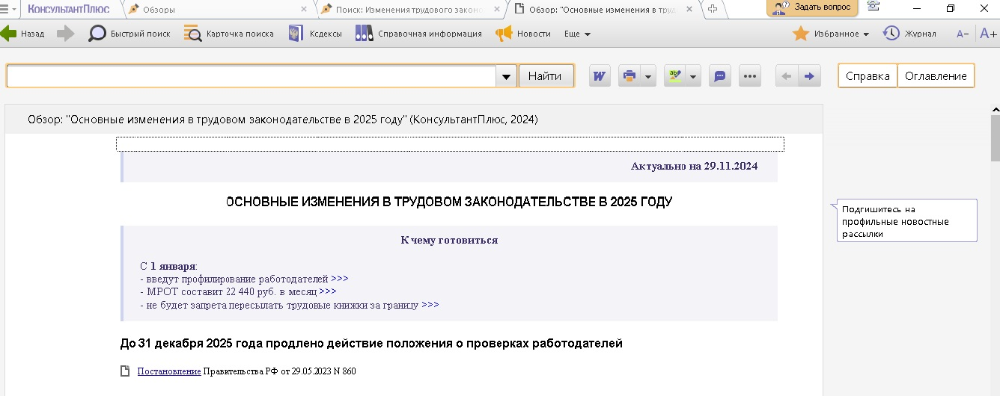 КОНСУЛЬТАНТПЛЮС
Обзоры
Поиск: Изменения трудового законо
Обзор: "Основные изменения в труд
Задать вопрос
Назад
Быстрый поиск
Карточка поиска
Кодексы
Справочная информация
Новости
Еще
Избранное
Журнал
A−
A+
Найти
W
ab
Справка
Оглавление
Обзор: "Основные изменения в трудовом законодательстве в 2025 году" (КонсультантПлюс, 2024)
Актуально на 29.11.2024
ОСНОВНЫЕ ИЗМЕНЕНИЯ В ТРУДОВОМ ЗАКОНОДАТЕЛЬСТВЕ В 2025 ГОДУ
Подпишитесь на
профильные новостные
рассылки
К чему готовиться
С 1 января:
- введут профилирование работодателей >>>
- МРОТ составит 22 440 руб. в месяц >>>
- не будет запрета пересылать трудовые книжки за границу >>>
До 31 декабря 2025 года продлено действие положения о проверках работодателей
Постановление Правительства РФ от 29.05.2023 N 860